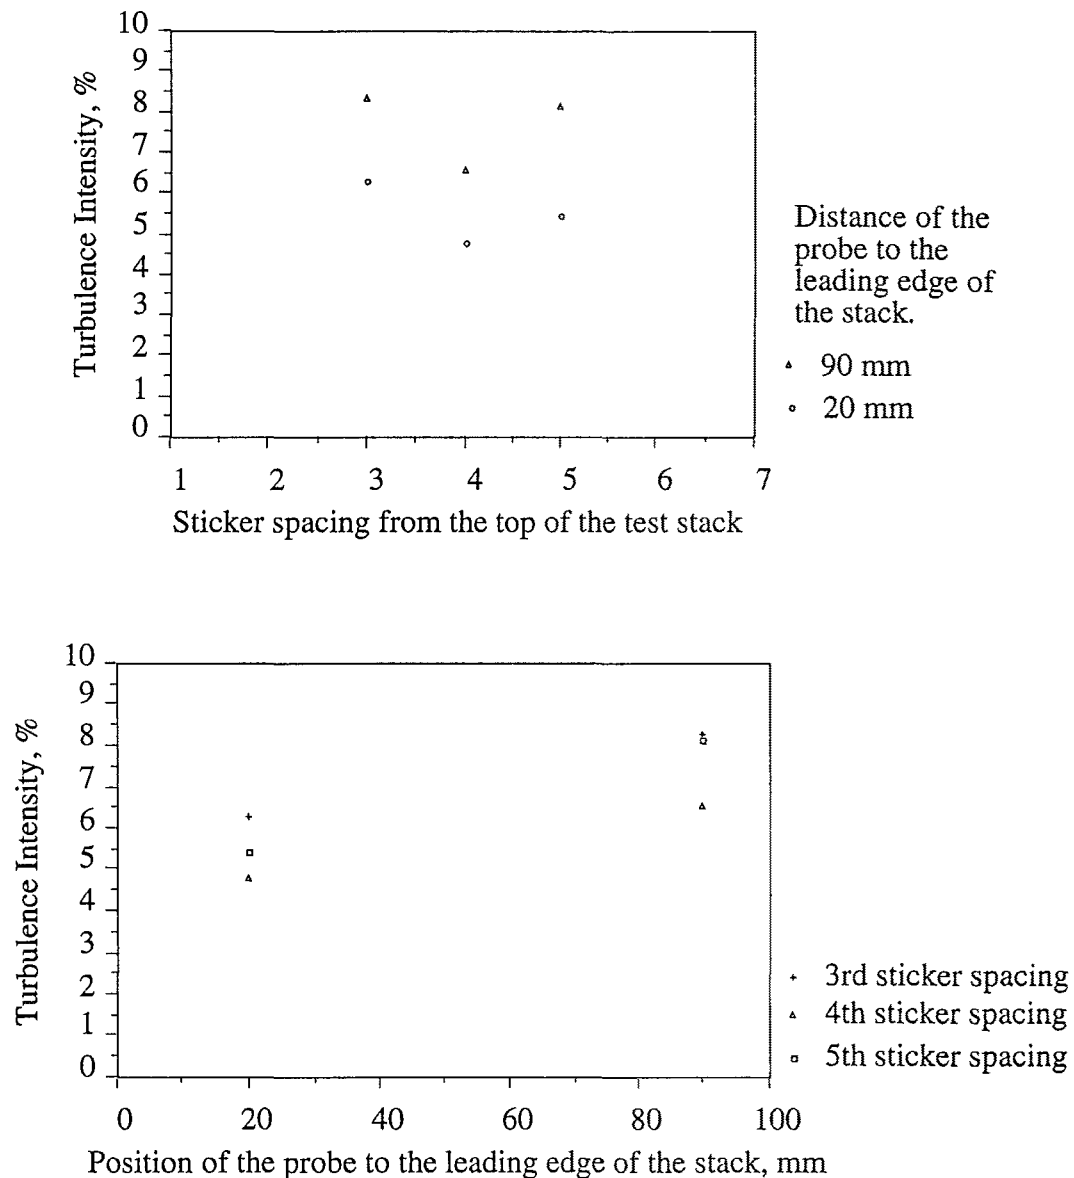 10
9
8
7
6
5
4
3
2
1
0
Turbulence Intensity, %
1 2 3 4 5 6 7
Sticker spacing from the top of the test stack
Distance of the
probe to the
leading edge of
the stack.
90 mm
20 mm
10
9
8
7
6
5
4
3
2
1
0
Turbulence Intensity, %
0 20 40 60 80 100
Position of the probe to the leading edge of the stack, mm
3rd sticker spacing
4th sticker spacing
5th sticker spacing